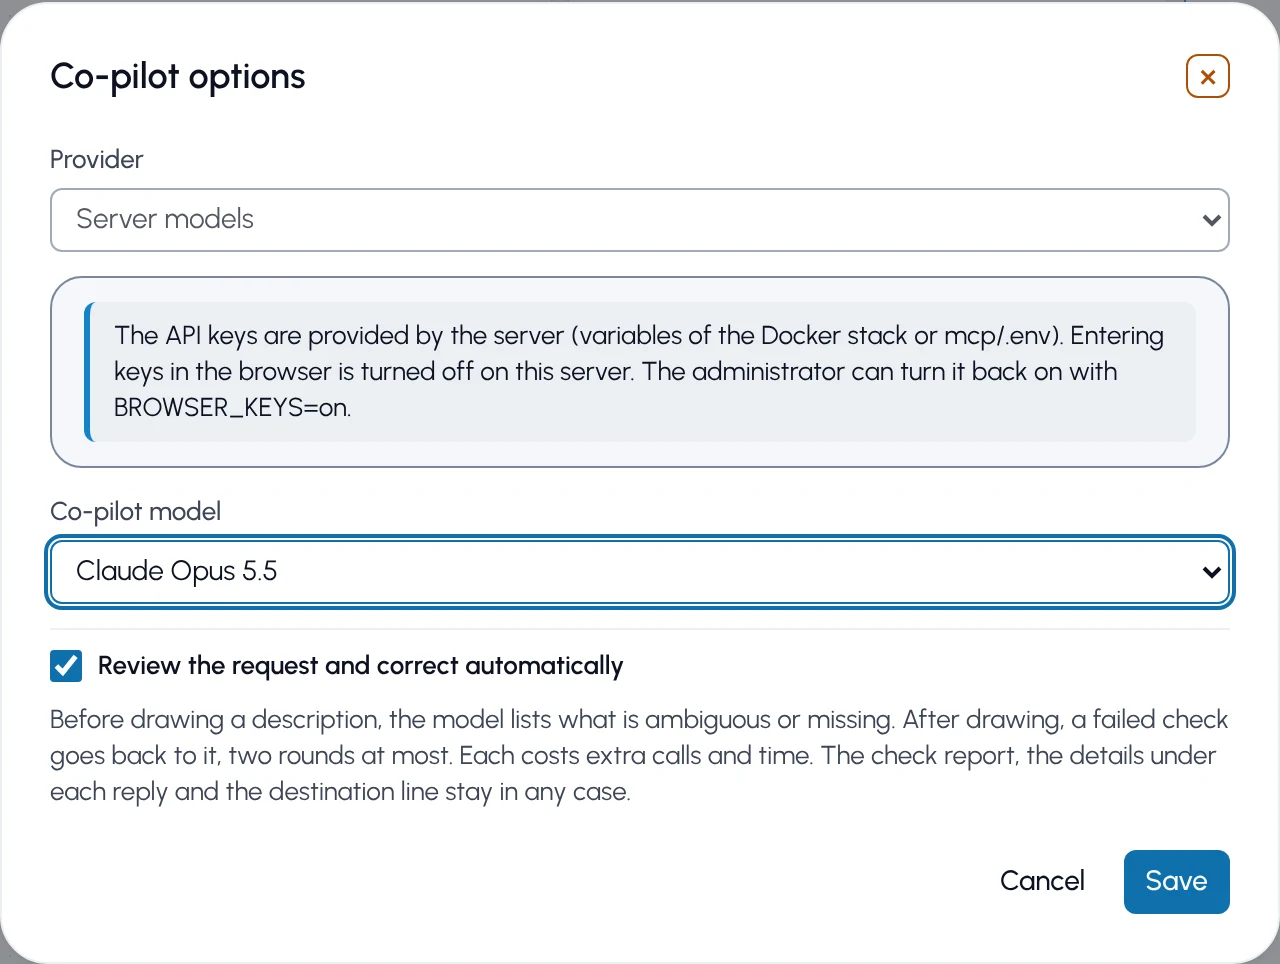 Co-pilot options
Provider
Server models
The API keys are provided by the server (variables of the Docker stack or mcp/.env). Entering
keys in the browser is turned off on this server. The administrator can turn it back on with
BROWSER_KEYS=on.
Co-pilot model
Claude Opus 5.5
Review the request and correct automatically
Before drawing a description, the model lists what is ambiguous or missing. After drawing, a failed check
goes back to it, two rounds at most. Each costs extra calls and time. The check report, the details under
each reply and the destination line stay in any case.
Cancel
Save